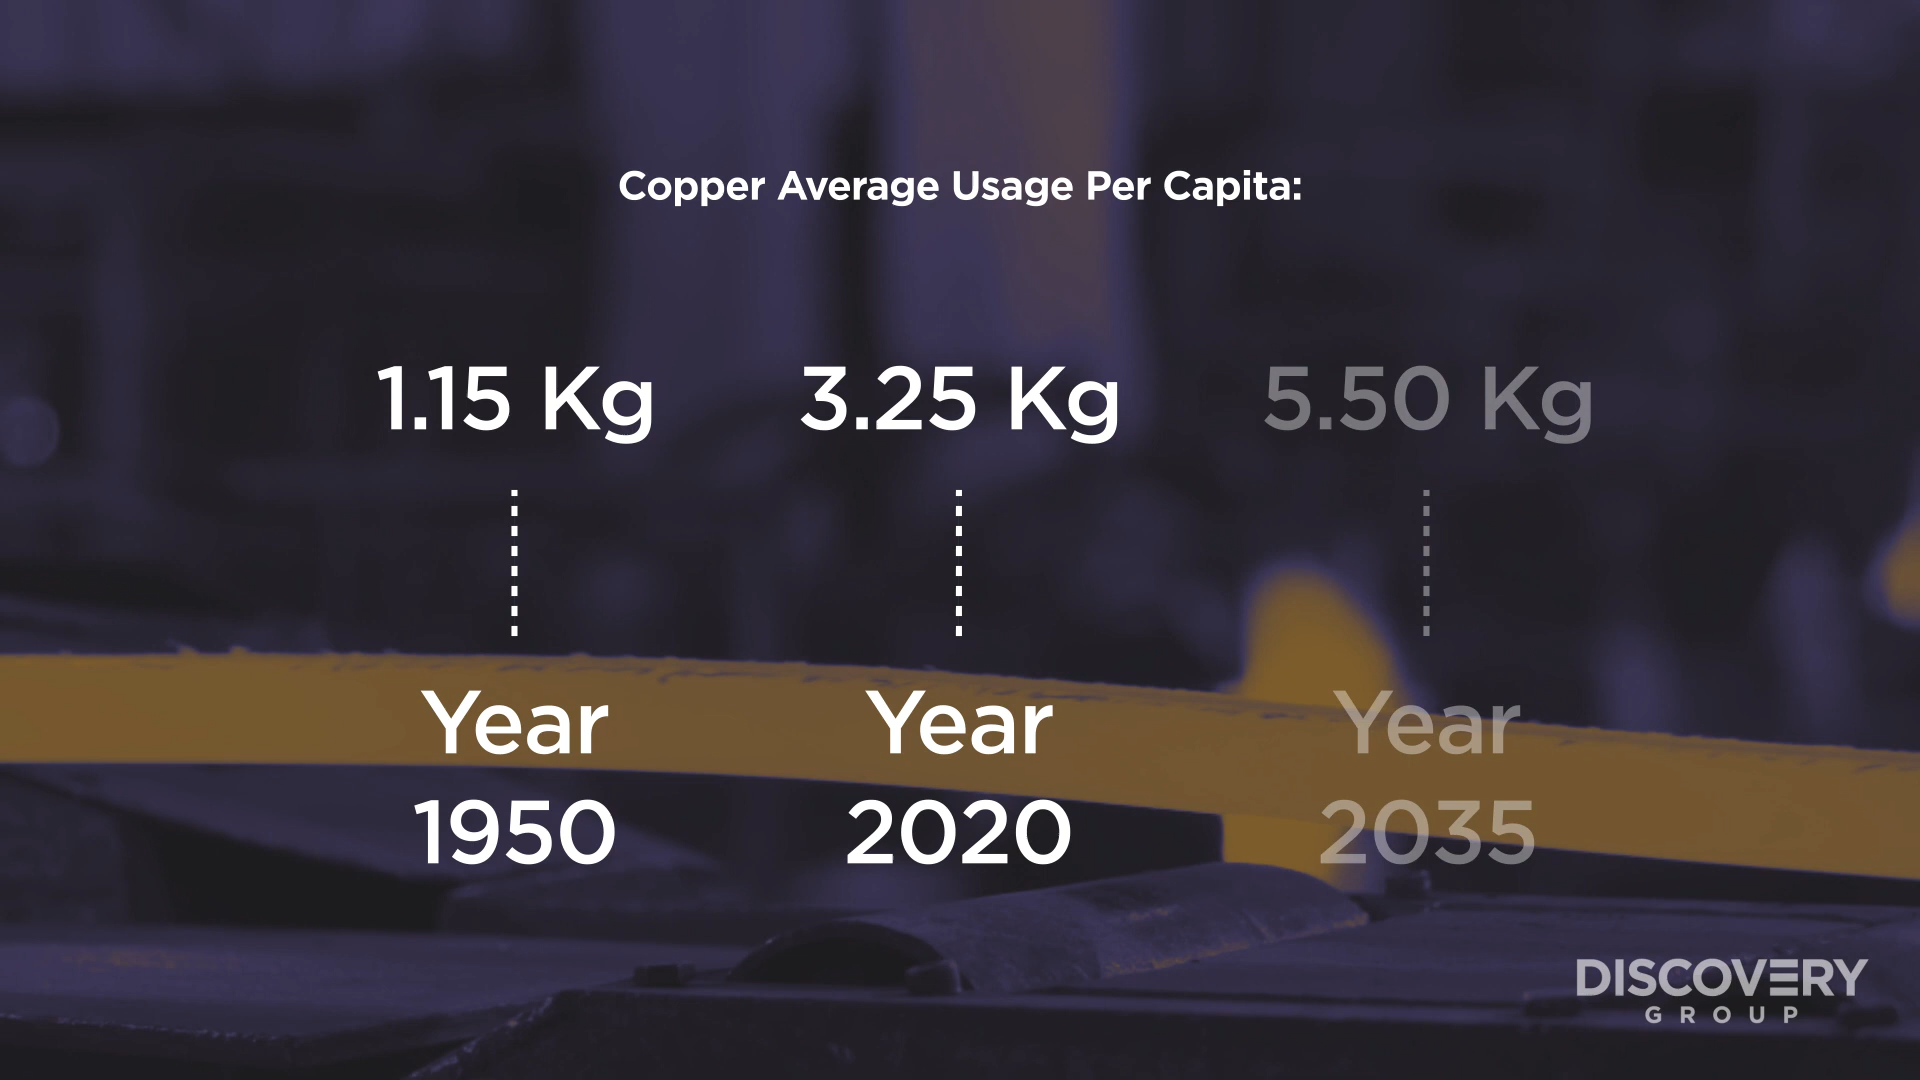 Copper Average Usage Per Capita:
1.15 Kg
3.25 Kg
5.50 Kg
Year
1950
Year
2020
Year
2035
DISCOVERY
GROUP